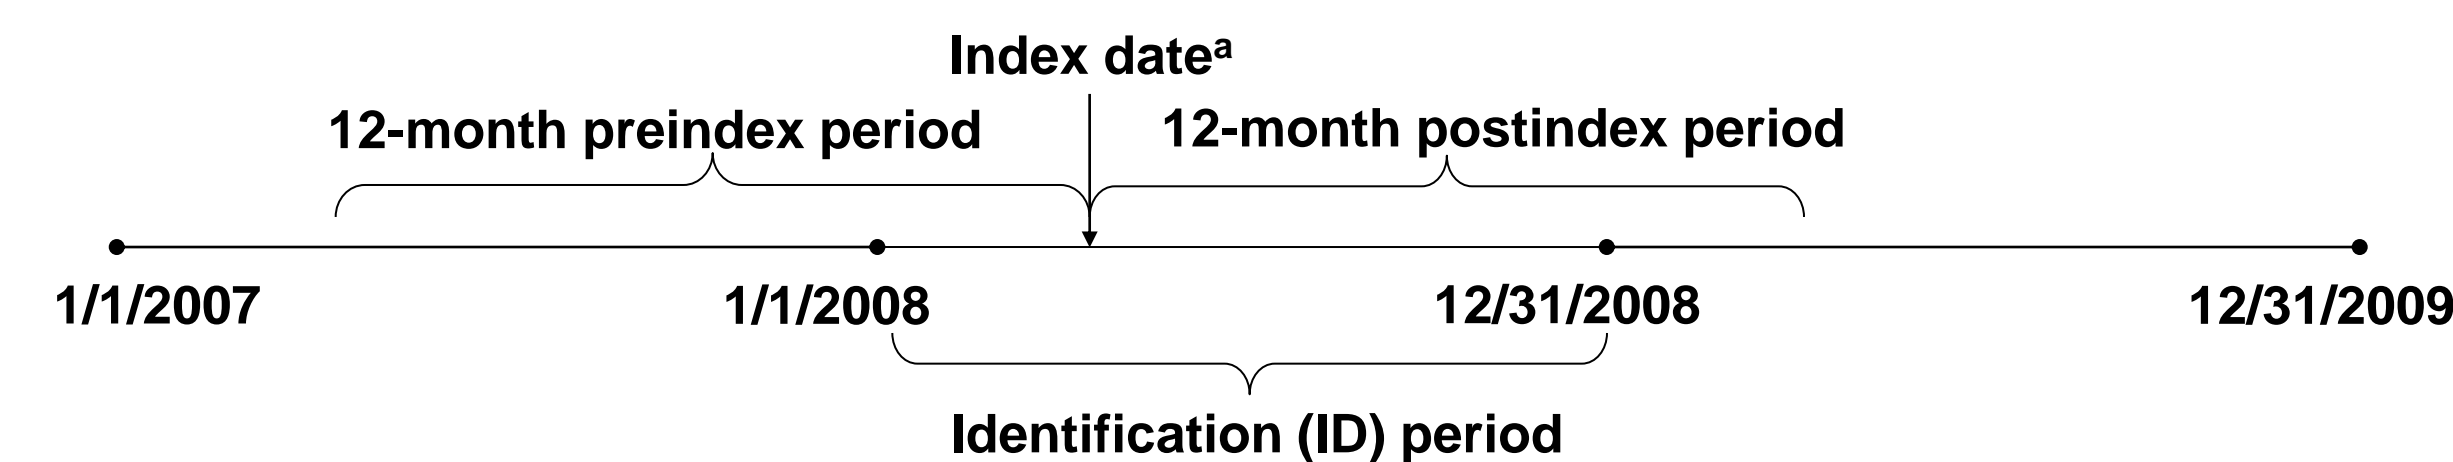 Index dateᵃ
12-month preindex period
12-month postindex period
1/1/2007
1/1/2008
12/31/2008
12/31/2009
Identification (ID) period